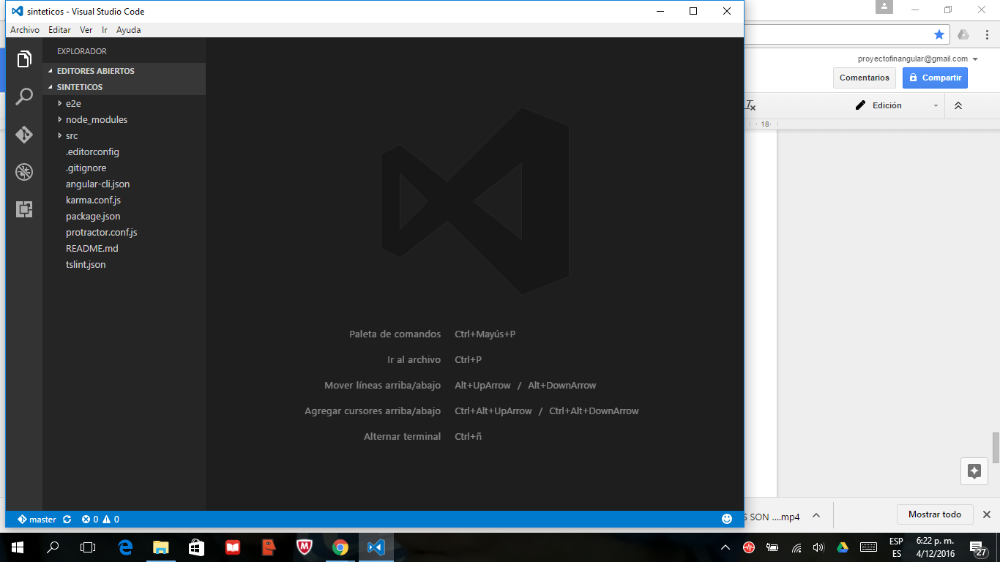 sinteticos - Visual Studio Code
Archivo Editar Ver Ir Ayuda
EXPLORADOR
EDITORES ABIERTOS
SINTETICOS
e2e
node_modules
src
.editorconfig
.gitignore
angular-cli.json
karma.conf.js
package.json
protractor.conf.js
README.md
tslint.json
Paleta de comandos Ctrl+Mayús+P
Ir al archivo Ctrl+P
Mover líneas arriba/abajo Alt+UpArrow / Alt+DownArrow
Agregar cursores arriba/abajo Ctrl+Alt+UpArrow / Ctrl+Alt+DownArrow
Alternar terminal Ctrl+ñ
master 0 0
proyectofinangular@gmail.com
Comentarios Compartir
Edición
18
S SON ....mp4
Mostrar todo
ESP
ES
6:22 p. m.
4/12/2016
27